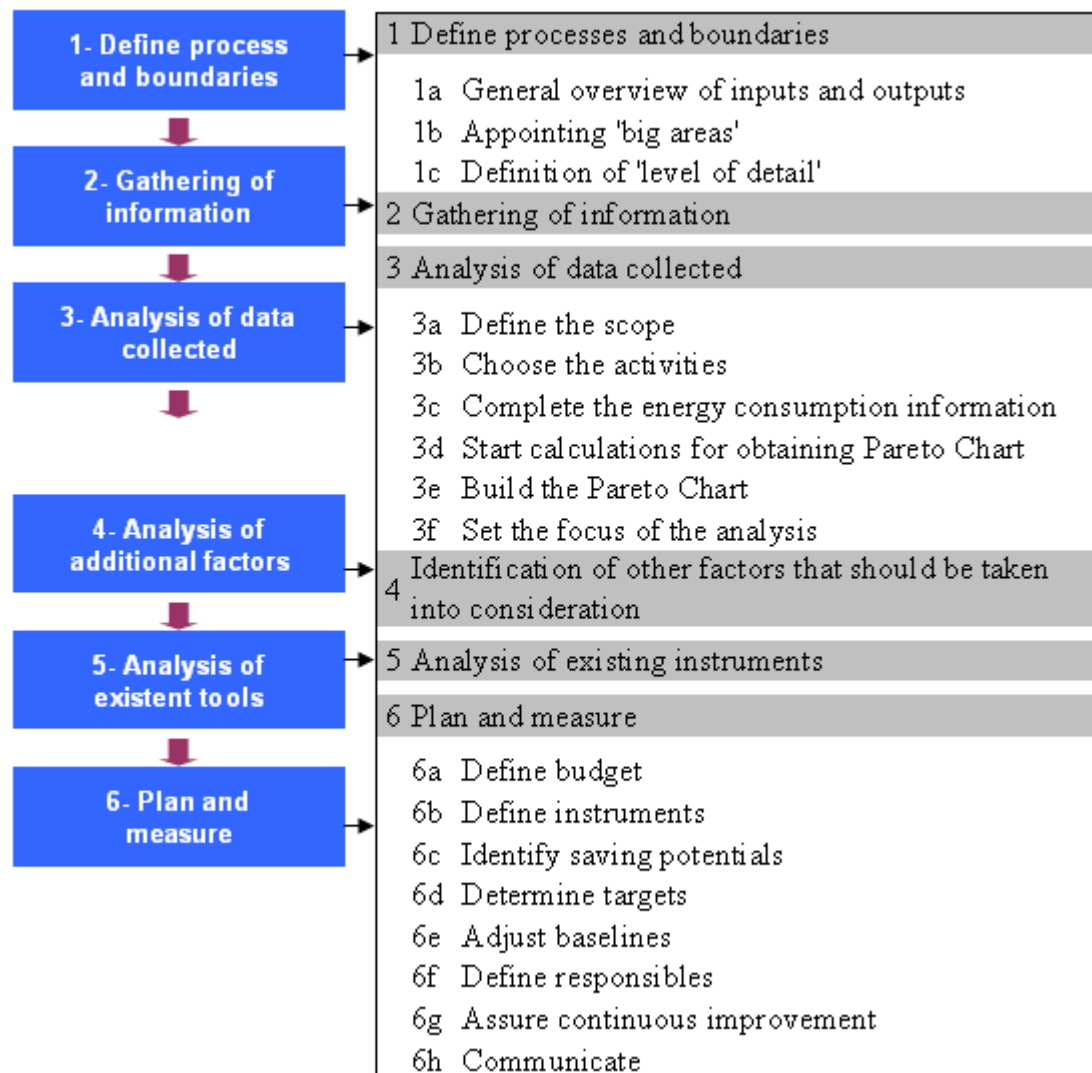 1- Define process
and boundaries
2- Gathering of
information
3- Analysis of data
collected
4- Analysis of
additional factors
5- Analysis of
existent tools
6- Plan and
measure
1 Define processes and boundaries
1a General overview of inputs and outputs
1b Appointing 'big areas'
1c Definition of 'level of detail'
2 Gathering of information
3 Analysis of data collected
3a Define the scope
3b Choose the activities
3c Complete the energy consumption information
3d Start calculations for obtaining Pareto Chart
3e Build the Pareto Chart
3f Set the focus of the analysis
4 Identification of other factors that should be taken
into consideration
5 Analysis of existing instruments
6 Plan and measure
6a Define budget
6b Define instruments
6c Identify saving potentials
6d Determine targets
6e Adjust baselines
6f Define responsibles
6g Assure continuous improvement
6h Communicate